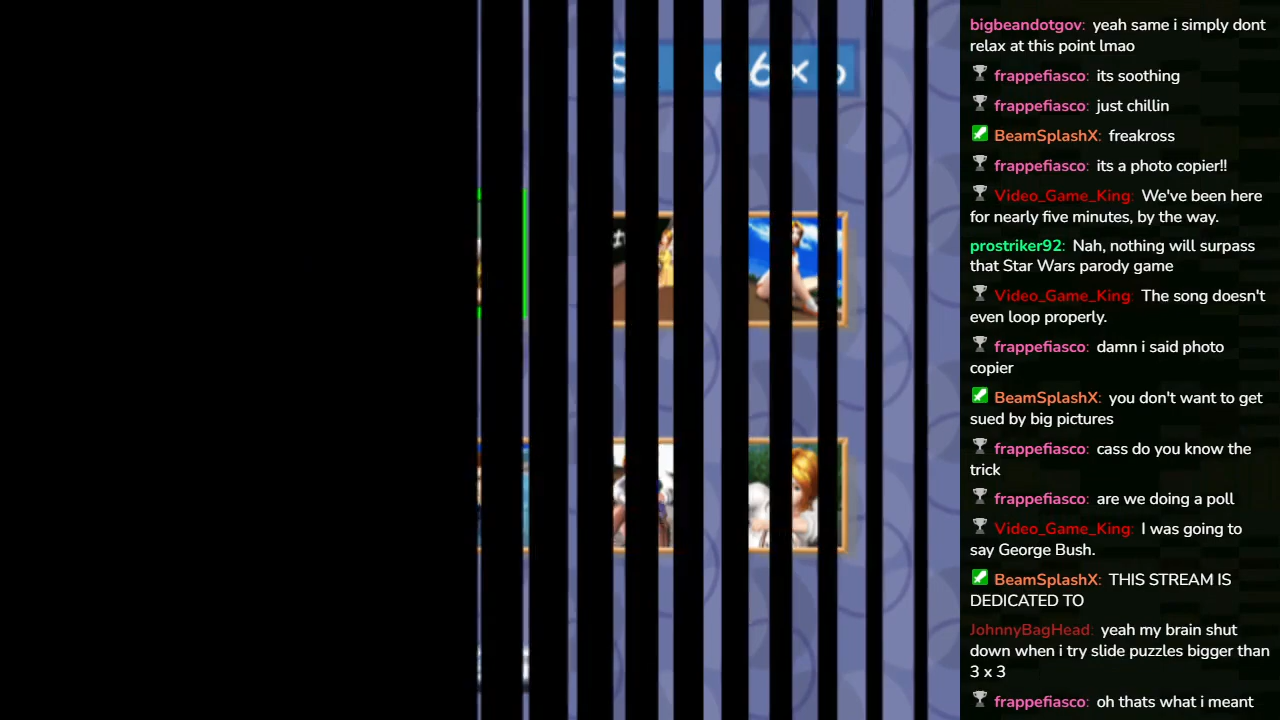 bigbeandotgov: yeah same i simply dont
relax at this point lmao
frappefiasco: its soothing
frappefiasco: just chillin
BeamSplashX: freakross
frappefiasco: its a photo copier!!
Video_Game_King: We've been here
for nearly five minutes, by the way.
prostriker92: Nah, nothing will surpass
that Star Wars parody game
Video_Game_King: The song doesn't
even loop properly.
frappefiasco: damn i said photo
copier
BeamSplashX: you don't want to get
sued by big pictures
frappefiasco: cass do you know the
trick
frappefiasco: are we doing a poll
Video_Game_King: I was going to
say George Bush.
BeamSplashX: THIS STREAM IS
DEDICATED TO
JohnnyBagHead: yeah my brain shut
down when i try slide puzzles bigger than
3 x 3
frappefiasco: oh thats what i meant